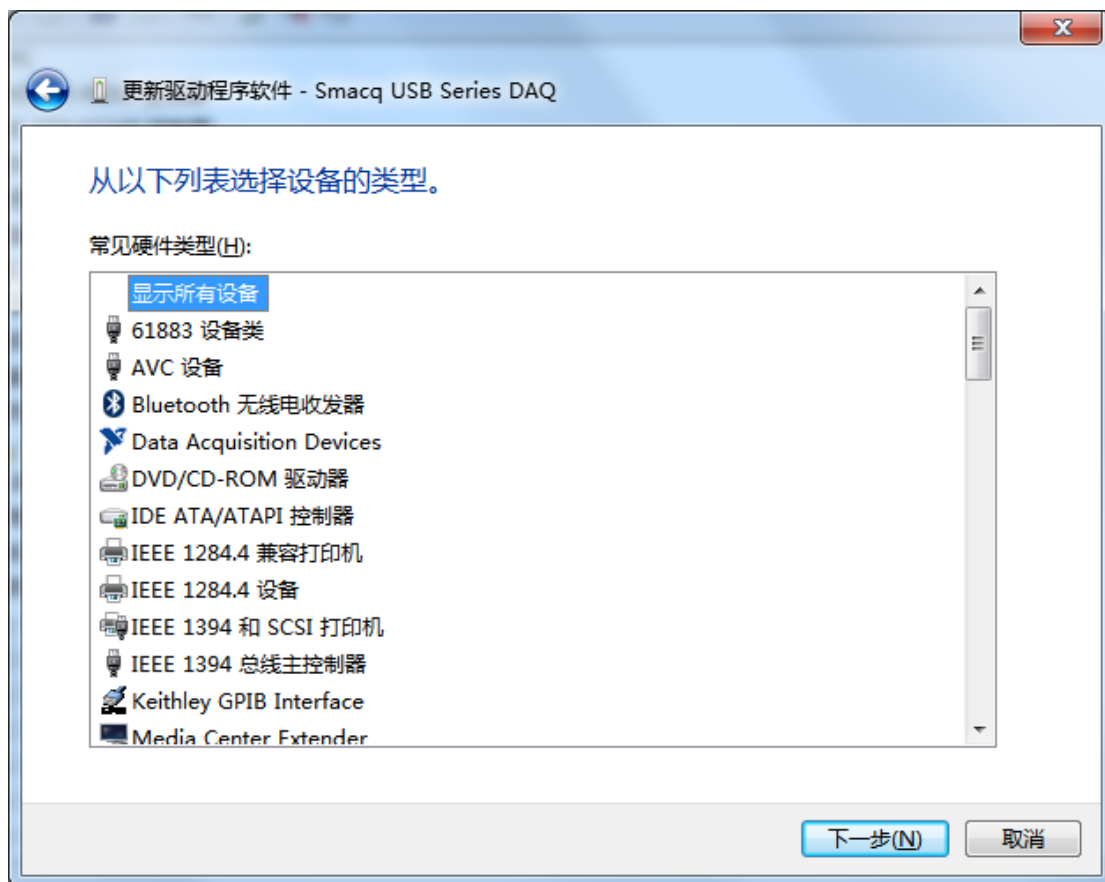 更新驱动程序软件 - Smacq USB Series DAQ
从以下列表选择设备的类型。
常见硬件类型(H):
显示所有设备
61883 设备类
AVC 设备
Bluetooth 无线电收发器
Data Acquisition Devices
DVD/CD-ROM 驱动器
IDE ATA/ATAPI 控制器
IEEE 1284.4 兼容打印机
IEEE 1284.4 设备
IEEE 1394 和 SCSI 打印机
IEEE 1394 总线主控制器
Keithley GPIB Interface
Media Center Extender
下一步(N)
取消